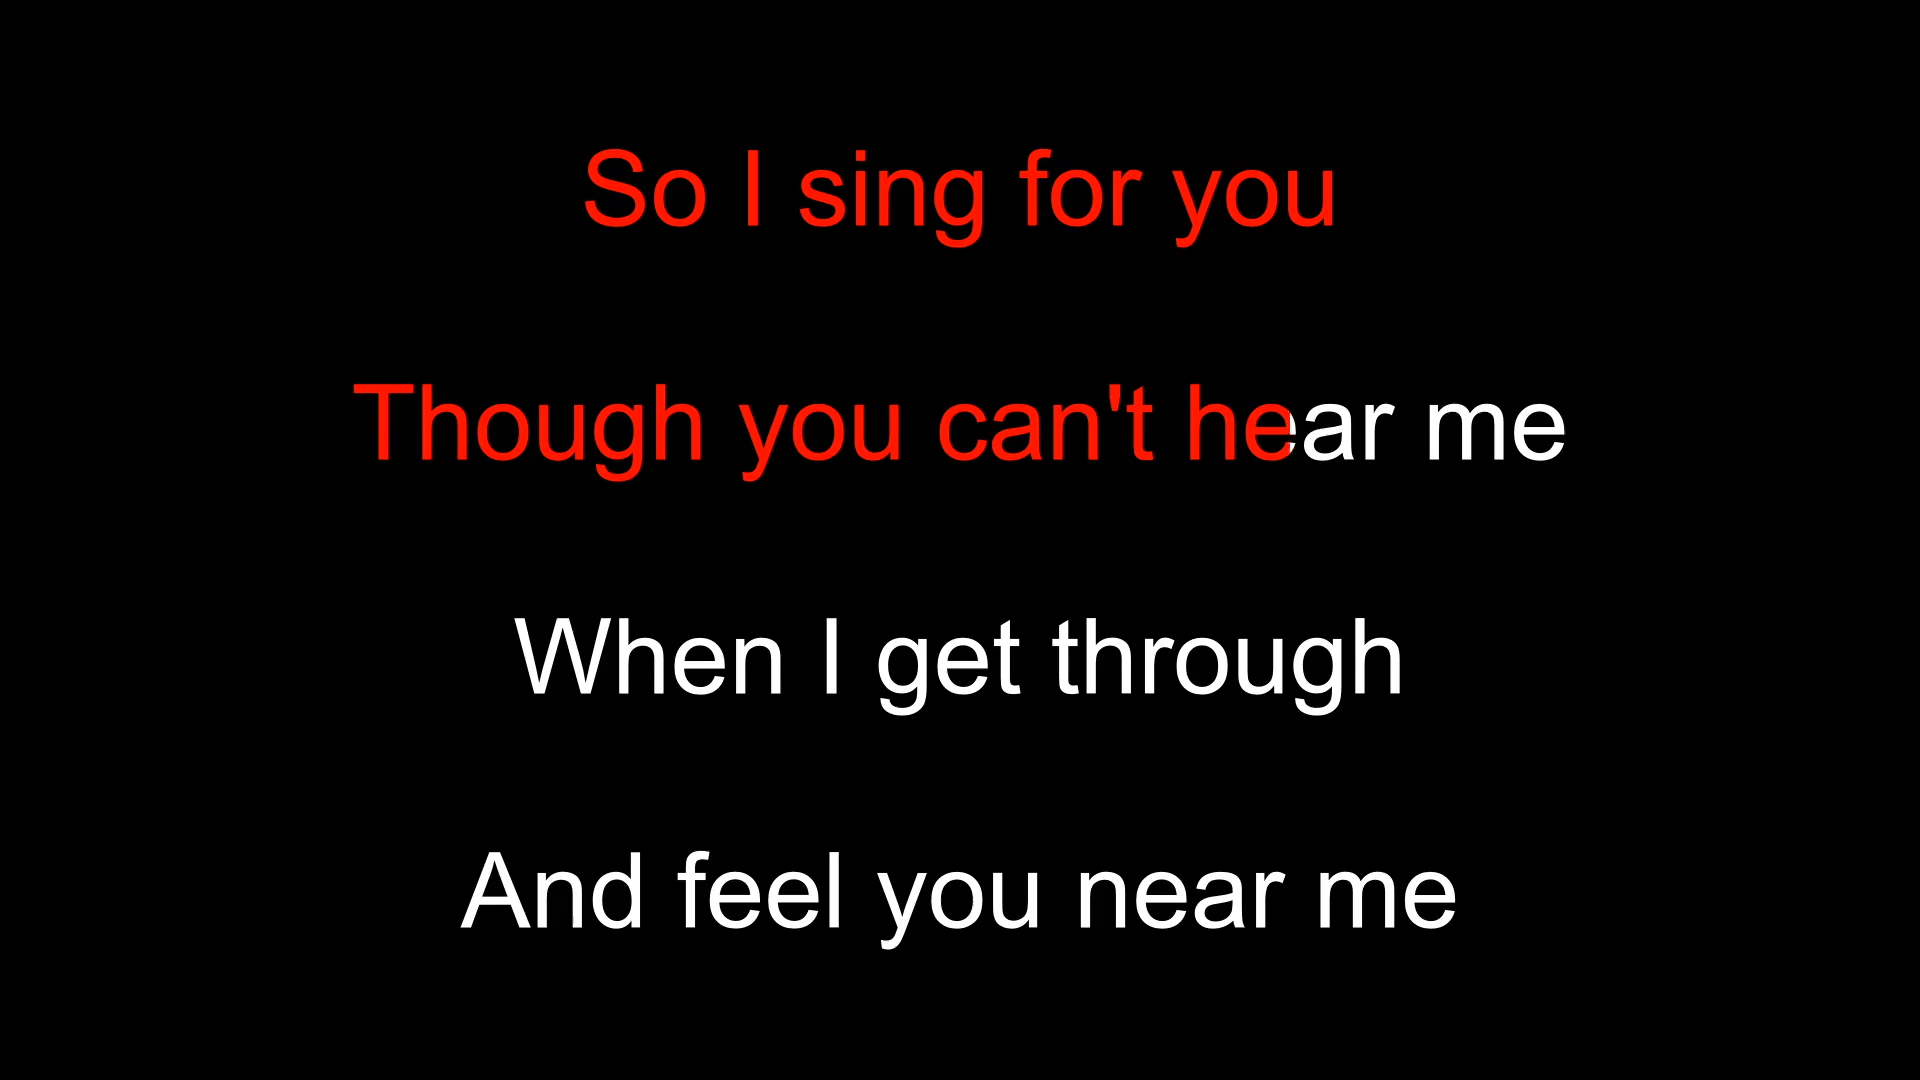 So I sing for you
Though you can't hear me
When I get through
And feel you near me